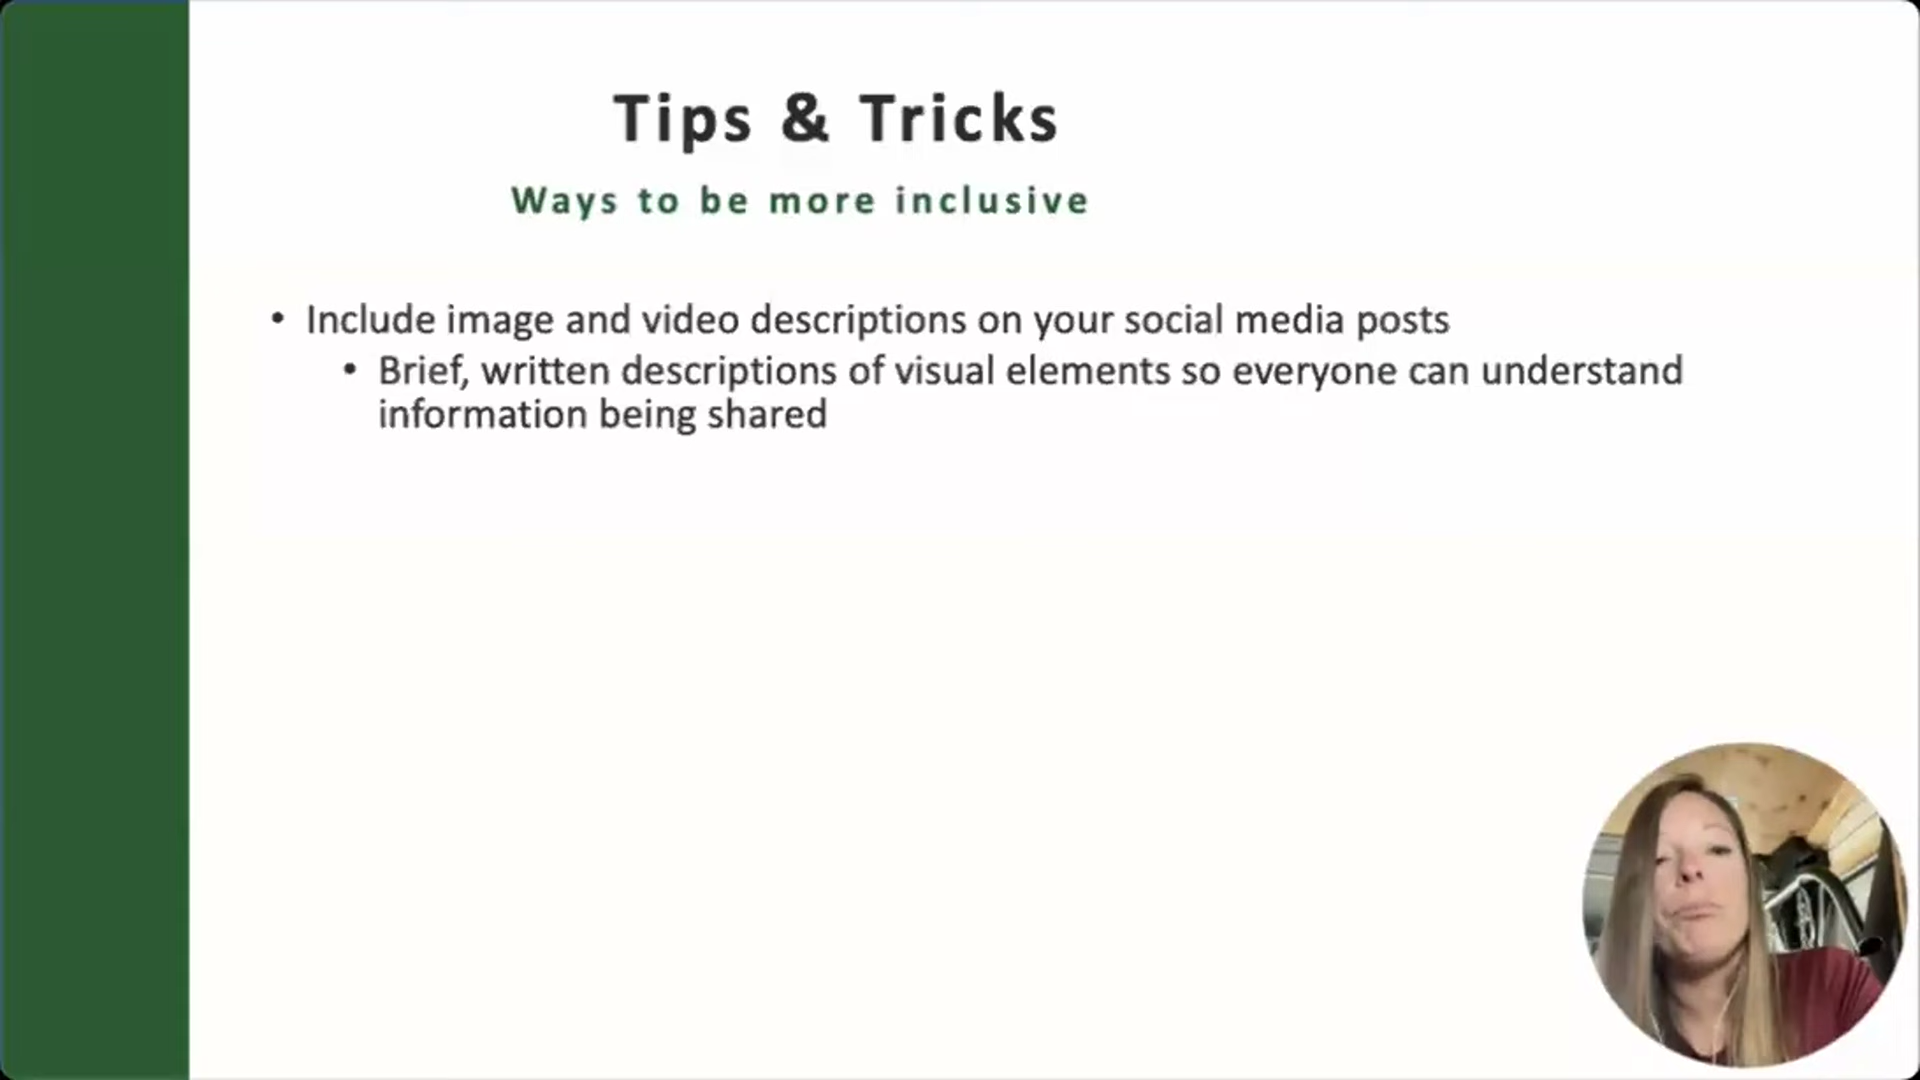 Tips & Tricks
Ways to be more inclusive
• Include image and video descriptions on your social media posts
• Brief, written descriptions of visual elements so everyone can understand
information being shared